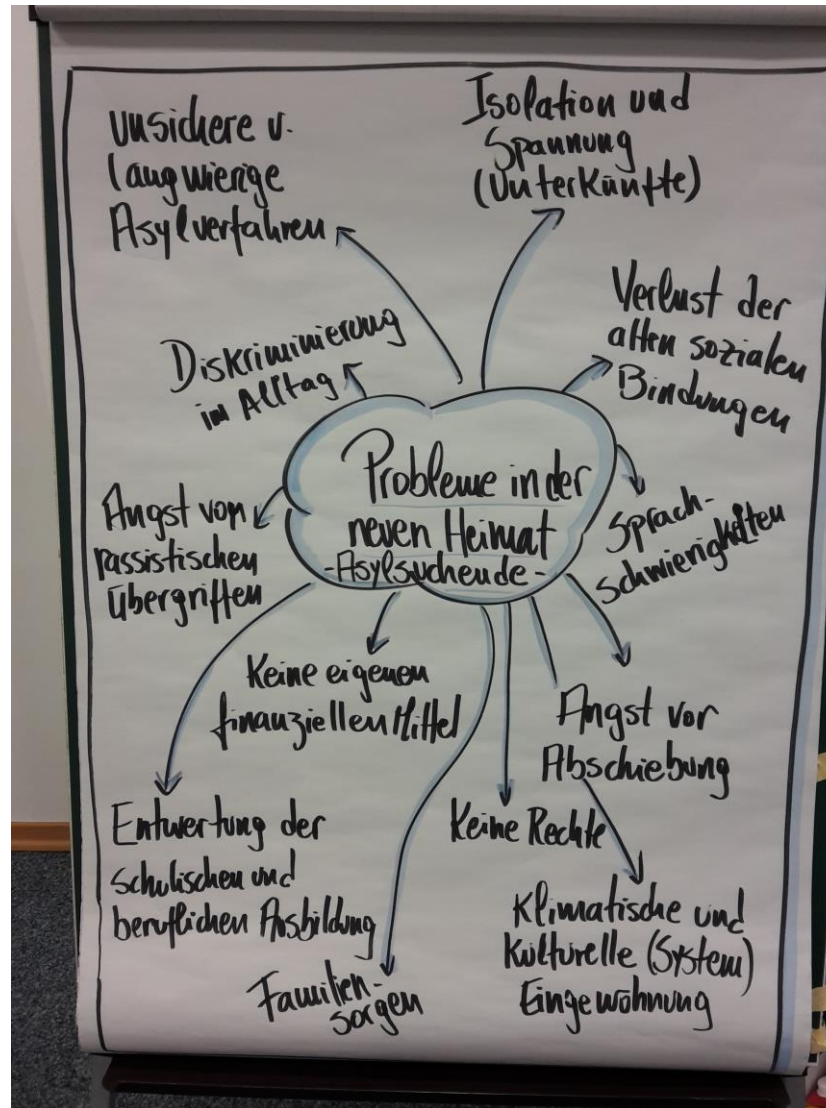 Unsichere u.
langwierige
Asylverfahren
Isolation und
Spannung
(Unterkünfte)
Verlust der
alten sozialen
Bindungen
Diskriminierung
im Alltag
Probleme in der
neuen Heimat
-Asylsuchende-
Sprach-
schwierigkeiten
Angst vor
rassistischen
Übergriffen
Keine eigenen
finanziellen Mittel
Angst vor
Abschiebung
Entwertung der
schulischen und
beruflichen Ausbildung
Keine Rechte
Familien-
sorgen
Klimatische und
Kulturelle (System)
Eingewöhnung